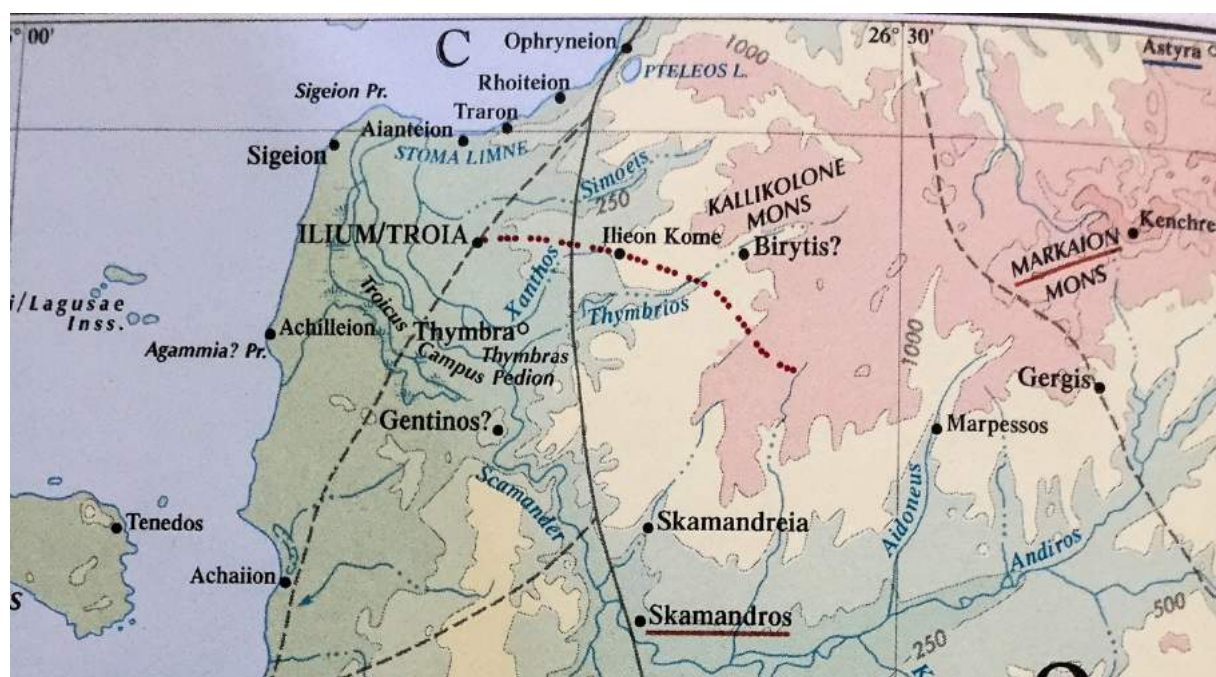 00'
C
Ophryneion
1000
26° 30'
Astyra
PTELEOS L.
Rhoiteion
Sigeion Pr.
Traron
Aianteion
STOMA LIMNE
Sigeion
Simoeis
250
KALLIKOLONE
MONS
Kenchre
ILIUM/TROIA
Ilieon Kome
Birytis?
MARKAION
MONS
Xanthos
i/Lagusae
Inss.
Troicus
Campus
Thymbrios
Achilleion
Thymbra
Agammia? Pr.
Thymbras
Pedion
1000
Gergis
Gentinos?
Marpessos
Scamander
Aidoneus
Tenedos
Skamandreia
Andiros
Achaiion
S
Skamandros
500
250